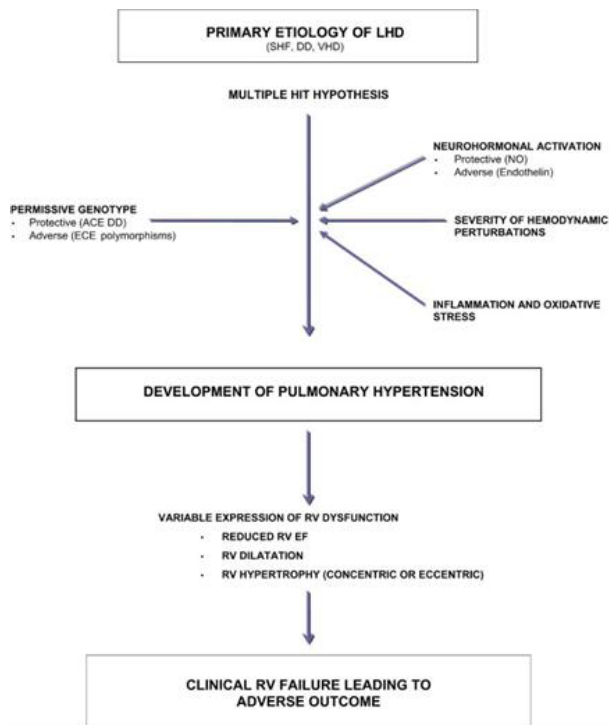 PRIMARY ETIOLOGY OF LHD
(SHF, DD, VHD)
MULTIPLE HIT HYPOTHESIS
NEUROHORMONAL ACTIVATION
• Protective (NO)
• Adverse (Endothelin)
PERMISSIVE GENOTYPE
• Protective (ACE DD)
• Adverse (ECE polymorphisms)
SEVERITY OF HEMODYNAMIC
PERTURBATIONS
INFLAMMATION AND OXIDATIVE
STRESS
DEVELOPMENT OF PULMONARY HYPERTENSION
VARIABLE EXPRESSION OF RV DYSFUNCTION
• REDUCED RV EF
• RV DILATATION
• RV HYPERTROPHY (CONCENTRIC OR ECCENTRIC)
CLINICAL RV FAILURE LEADING TO
ADVERSE OUTCOME